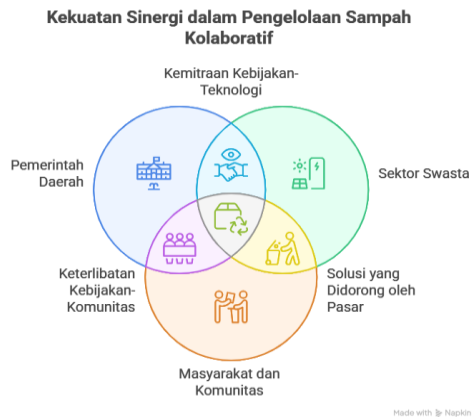 Kekuatan Sinergi dalam Pengelolaan Sampah
Kolaboratif
Kemitraan Kebijakan-
Teknologi
Pemerintah
Daerah
Sektor Swasta
Keterlibatan
Kebijakan-
Komunitas
Solusi yang
Didorong oleh
Pasar
Masyarakat dan
Komunitas
Made with Napkin